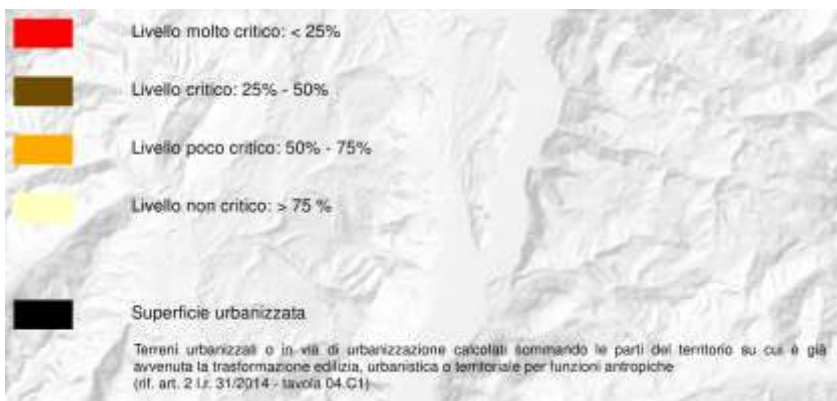 Livello molto critico: < 25%
Livello critico: 25% - 50%
Livello poco critico: 50% - 75%
Livello non critico: > 75 %
Superficie urbanizzata
Terreni urbanizzati o in via di urbanizzazione calcolati sommando le parti del territorio su cui è già
avvenuta la trasformazione edilizia, urbanistica o territoriale per funzioni antropiche
(rif. art. 2 l.r. 31/2014 - tavola 04.C1)